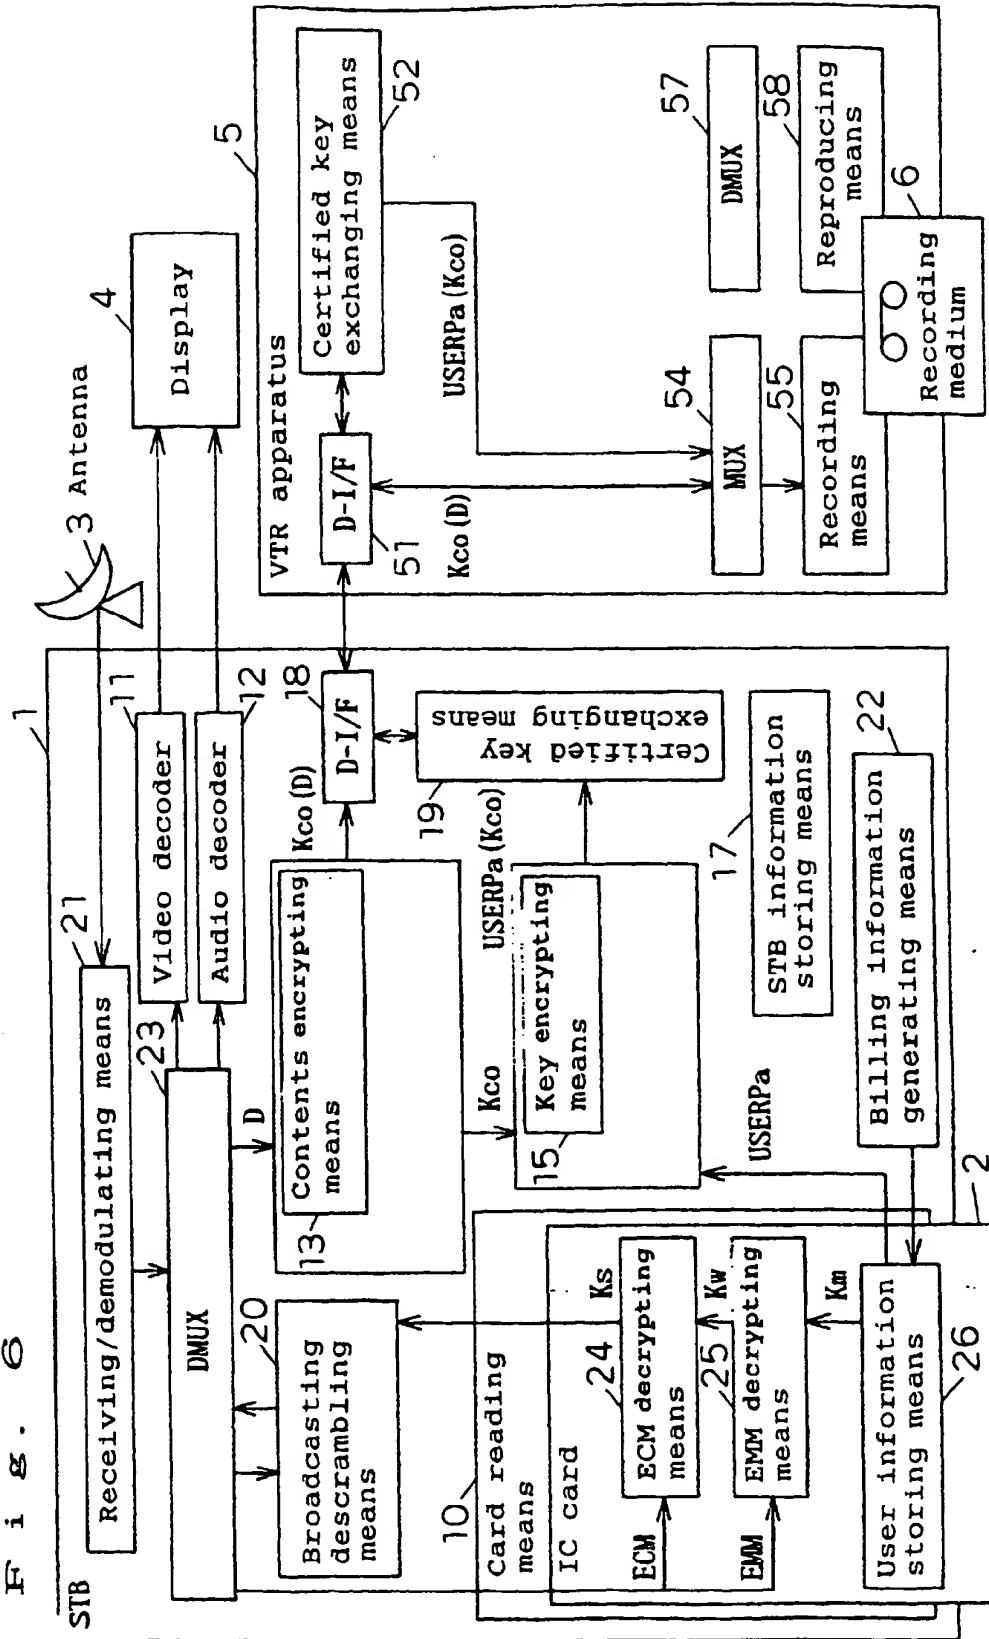 Fig. 6
STB
1
3 Antenna
21
Receiving/demodulating means
23
DMUX
11
Video decoder
12
Audio decoder
4
Display
20
Broadcasting
descrambling
means
D
13
Contents encrypting
means
Kco(D)
18
D-I/F
19
Certified key
exchanging means
Kco
USERPa(Kco)
15
Key encrypting
means
17
STB information
storing means
22
Billing information
generating means
USERPa
10
Card reading
means
2
IC card
ECM
EMM
24
ECM decrypting
means
Ks
25
EMM decrypting
means
Kw
Km
26
User information
storing means
5
VTR apparatus
51
D-I/F
52
Certified key
exchanging means
Kco(D)
USERPa(Kco)
54
MUX
55
Recording
means
57
DMUX
58
Reproducing
means
6
Recording
medium